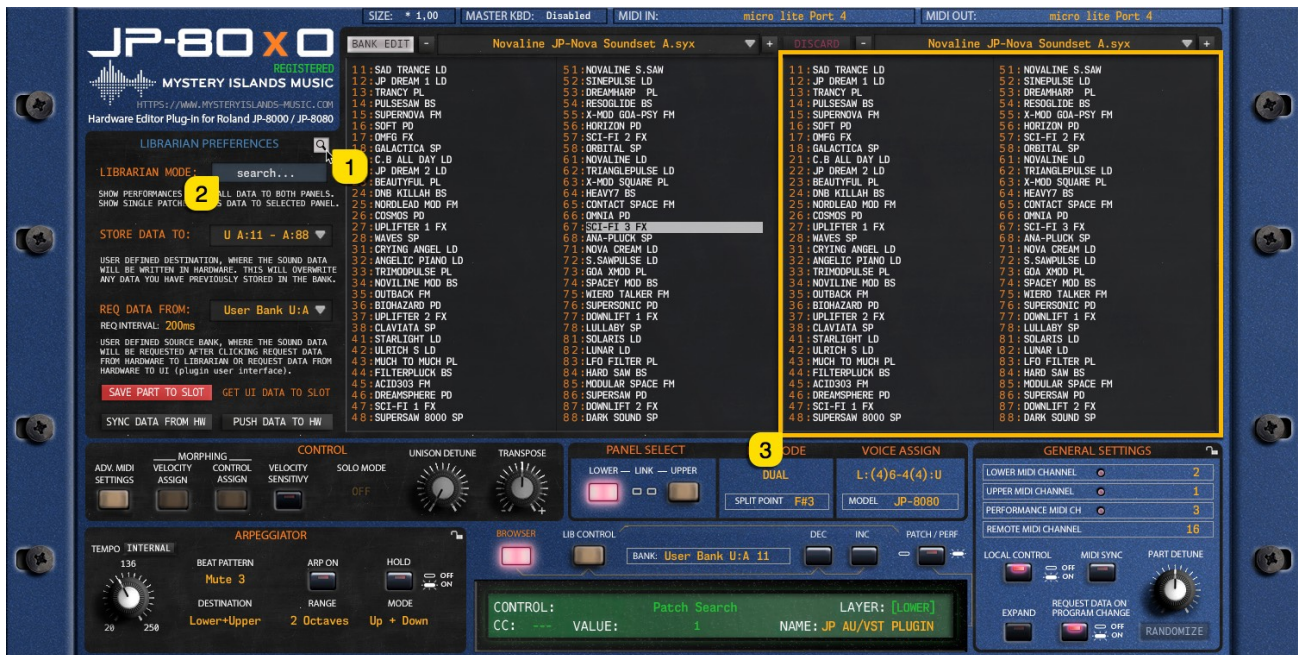 SIZE: * 1,00 MASTER KBD: Disabled MIDI IN: micro lite Port 4 MIDI OUT: micro lite Port 4
JP-80X0
REGISTERED
MYSTERY ISLANDS MUSIC
HTTPS://WWW.MYSTERYISLANDS-MUSIC.COM
Hardware Editor Plug-in for Roland JP-8000 / JP-8080
BANK EDIT - Novaline JP-Nova Soundset A.syx + DISCARD - Novaline JP-Nova Soundset A.syx +
LIBRARIAN PREFERENCES
1
LIBRARIAN MODE: search...
2
SHOW PERFORMANCES ALL DATA TO BOTH PANELS.
SHOW SINGLE DATA TO SELECTED PANEL.
STORE DATA TO: U A:11 - A:88
USER DEFINED DESTINATION, WHERE THE SOUND DATA
WILL BE WRITTEN IN HARDWARE. THIS WILL OVERWRITE
ANY DATA YOU HAVE PREVIOUSLY STORED IN THE BANK.
REQ DATA FROM: User Bank U:A
REQ INTERVAL: 200ms
USER DEFINED SOURCE BANK, WHERE THE SOUND DATA
WILL BE REQUESTED AFTER CLICKING REQUEST DATA
FROM HARDWARE TO LIBRARIAN OR REQUEST DATA FROM
HARDWARE TO UI (plugin user interface).
SAVE PART TO SLOT GET UI DATA TO SLOT
SYNC DATA FROM HW PUSH DATA TO HW
11:SAD TRANCE LD
12:JP DREAM 1 LD
13:TRANCY PL
14:PULSESAW BS
15:SUPERNOVA FM
16:SOFT PD
17:OMFG FX
18:GALACTICA SP
:C.B ALL DAY LD
:JP DREAM 2 LD
:BEAUTYFUL PL
24:DNB KILLAH BS
25:NORDLEAD MOD FM
26:COSMOS PD
27:UPLIFTER 1 FX
28:WAVES SP
31:CRYING ANGEL LD
32:ANGELIC PIANO LD
33:TRIMODPULSE PL
34:NOVILINE MOD BS
35:OUTBACK FM
36:BIOHAZARD PD
37:UPLIFTER 2 FX
38:CLAVIATA SP
41:STARLIGHT LD
42:ULRICH S LD
43:MUCH TO MUCH PL
44:FILTERPLUCK BS
45:ACID303 FM
46:DREAMSPHERE PD
47:SCI-FI 1 FX
48:SUPERSAW 8000 SP
51:NOVALINE S.SAW
52:SINEPULSE LD
53:DREAMHARP PL
54:RESOGLIDE BS
55:X-MOD GOA-PSY FM
56:HORIZON PD
57:SCI-FI 2 FX
58:ORBITAL SP
61:NOVALINE LD
62:TRIANGLEPULSE LD
63:X-MOD SQUARE PL
64:HEAVY7 BS
65:CONTACT SPACE FM
66:OMNIA PD
67:SCI-FI 3 FX
68:ANA-PLUCK SP
71:NOVA CREAM LD
72:S.SAWPULSE LD
73:GOA XMOD PL
74:SPACEY MOD BS
75:WIERD TALKER FM
76:SUPERSONIC PD
77:DOWNLIFT 1 FX
78:LULLABY SP
81:SOLARIS LD
82:LUNAR LD
83:LFO FILTER PL
84:HARD SAW BS
85:MODULAR SPACE FM
86:SUPERSAW PD
87:DOWNLIFT 2 FX
88:DARK SOUND SP
11:SAD TRANCE LD
12:JP DREAM 1 LD
13:TRANCY PL
14:PULSESAW BS
15:SUPERNOVA FM
16:SOFT PD
17:OMFG FX
18:GALACTICA SP
21:C.B ALL DAY LD
22:JP DREAM 2 LD
23:BEAUTYFUL PL
24:DNB KILLAH BS
25:NORDLEAD MOD FM
26:COSMOS PD
27:UPLIFTER 1 FX
28:WAVES SP
31:CRYING ANGEL LD
32:ANGELIC PIANO LD
33:TRIMODPULSE PL
34:NOVILINE MOD BS
35:OUTBACK FM
36:BIOHAZARD PD
37:UPLIFTER 2 FX
38:CLAVIATA SP
41:STARLIGHT LD
42:ULRICH S LD
43:MUCH TO MUCH PL
44:FILTERPLUCK BS
45:ACID303 FM
46:DREAMSPHERE PD
47:SCI-FI 1 FX
48:SUPERSAW 8000 SP
51:NOVALINE S.SAW
52:SINEPULSE LD
53:DREAMHARP PL
54:RESOGLIDE BS
55:X-MOD GOA-PSY FM
56:HORIZON PD
57:SCI-FI 2 FX
58:ORBITAL SP
61:NOVALINE LD
62:TRIANGLEPULSE LD
63:X-MOD SQUARE PL
64:HEAVY7 BS
65:CONTACT SPACE FM
66:OMNIA PD
67:SCI-FI 3 FX
68:ANA-PLUCK SP
71:NOVA CREAM LD
72:S.SAWPULSE LD
73:GOA XMOD PL
74:SPACEY MOD BS
75:WIERD TALKER FM
76:SUPERSONIC PD
77:DOWNLIFT 1 FX
78:LULLABY SP
81:SOLARIS LD
82:LUNAR LD
83:LFO FILTER PL
84:HARD SAW BS
85:MODULAR SPACE FM
86:SUPERSAW PD
87:DOWNLIFT 2 FX
88:DARK SOUND SP
3
CONTROL
MORPHING
ADV. MIDI SETTINGS
VELOCITY ASSIGN
CONTROL ASSIGN
VELOCITY SENSITIVY
SOLO MODE
OFF
UNISON DETUNE
TRANSPOSE
- +
PANEL SELECT
LOWER — LINK — UPPER
DUAL
SPLIT POINT F#3
VOICE ASSIGN
L:(4)6-4(4):U
MODEL JP-8080
GENERAL SETTINGS
LOWER MIDI CHANNEL 2
UPPER MIDI CHANNEL 1
PERFORMANCE MIDI CH 3
REMOTE MIDI CHANNEL 16
LOCAL CONTROL
OFF
ON
MIDI SYNC
PART DETUNE
EXPAND
REQUEST DATA ON
PROGRAM CHANGE
OFF
ON
RANDOMIZE
ARPEGGIATOR
TEMPO INTERNAL
136
20 250
BEAT PATTERN
Mute 3
ARP ON
HOLD
OFF
ON
DESTINATION
Lower+Upper
RANGE
2 Octaves
MODE
Up + Down
BROWSER
LIB CONTROL
BANK: User Bank U:A 11
DEC
INC
PATCH / PERF
CONTROL: Patch Search LAYER: [LOWER]
CC: --- VALUE: 1 NAME: JP AU/VST PLUGIN